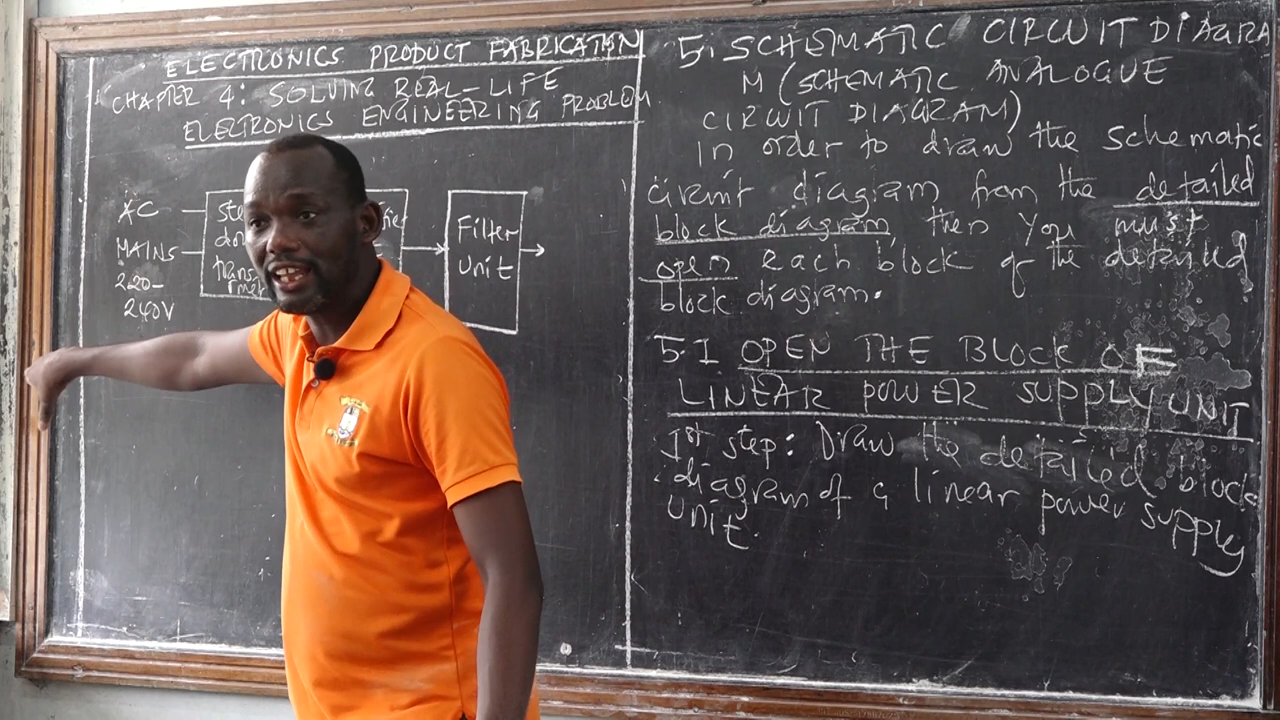 ELECTRONICS PRODUCT FABRICATION
CHAPTER 4: SOLVING REAL-LIFE
ELECTRONICS ENGINEERING PROBLEM
AC
MAINS
220-
240V
Filter
Unit
5. SCHEMATIC CIRCUIT DIAGRA
M (SCHEMATIC ANALOGUE
CIRCUIT DIAGRAM)
In order to draw the schematic
circuit diagram from the detailed
block diagram then you must
open each block of the detailed
block diagram.
5.1 OPEN THE BLOCK OF
LINEAR POWER SUPPLY UNIT
1st step: Draw the detailed block
diagram of a linear power supply
unit.